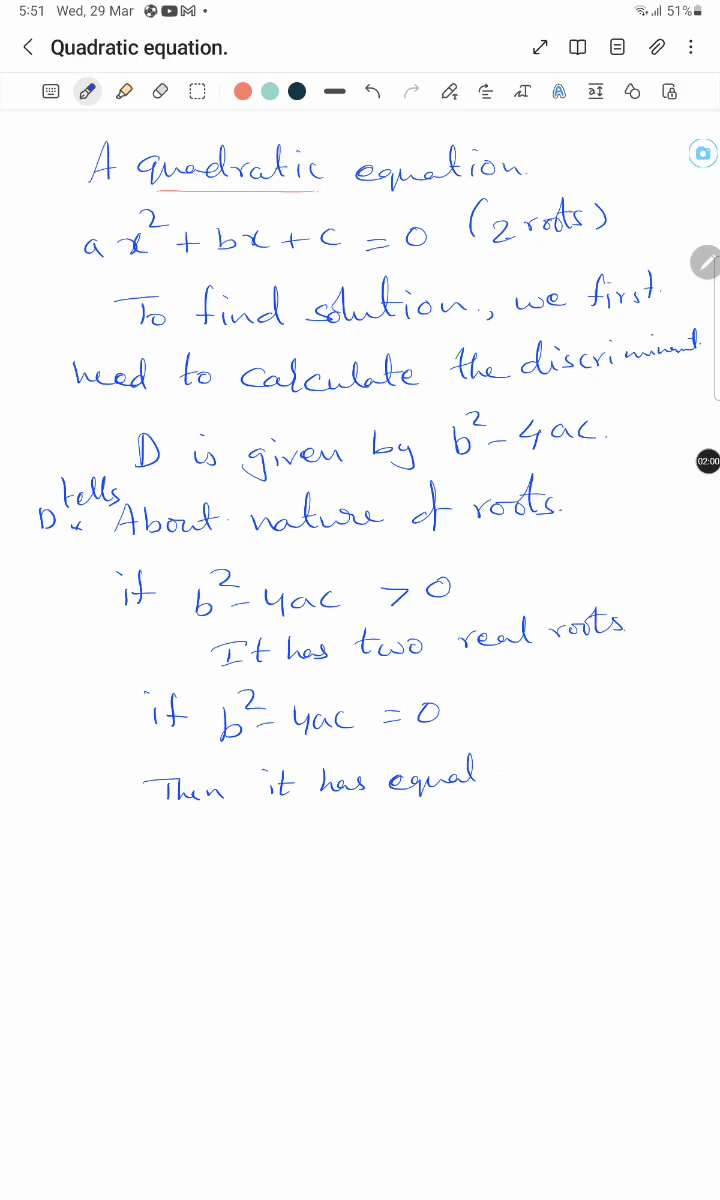 5:51 Wed, 29 Mar 51%
Quadratic equation.
A quadratic equation.
ax²+bx+c=0 (2 roots)
To find solution, we first
need to calculate the discriminent.
D is given by b²-4ac.
D tells
About nature of roots.
if b²-4ac > 0
It has two real roots
if b²-4ac = 0
Then it has equal
02:00